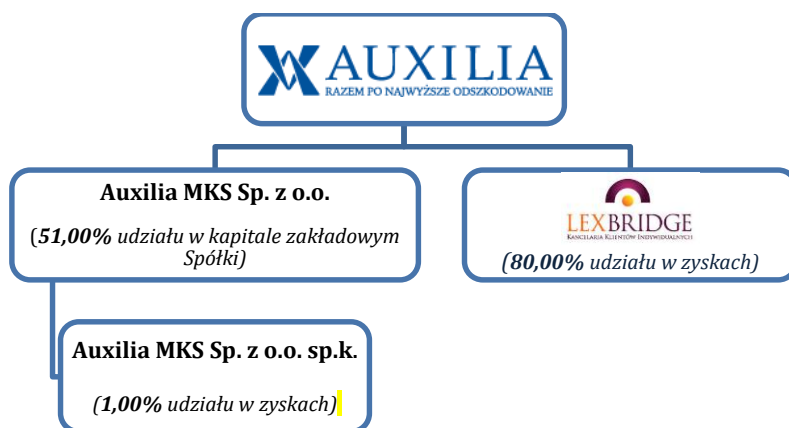 AUXILIA
RAZEM PO NAJWYŻSZE ODSZKODOWANIE
Auxilia MKS Sp. z o.o.
(51,00% udziału w kapitale zakładowym
Spółki)
LEXBRIDGE
KANCELARIA KLIENTÓW INDYWIDUALNYCH
(80,00% udziału w zyskach)
Auxilia MKS Sp. z o.o. sp.k.
(1,00% udziału w zyskach)